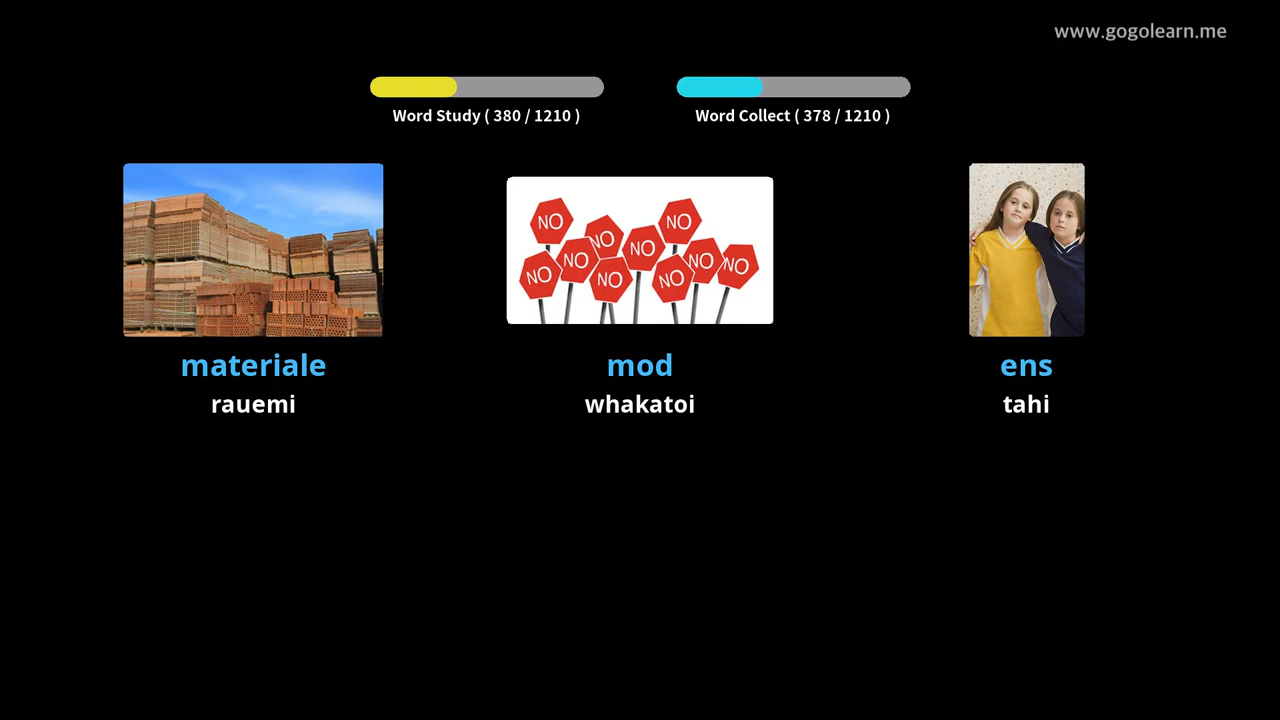 www.gogolearn.me
Word Study ( 380 / 1210 )
Word Collect ( 378 / 1210 )
NO
NO
NO
NO
NO
NO
NO
NO
NO
NO
materiale
rauemi
mod
whakatoi
ens
tahi